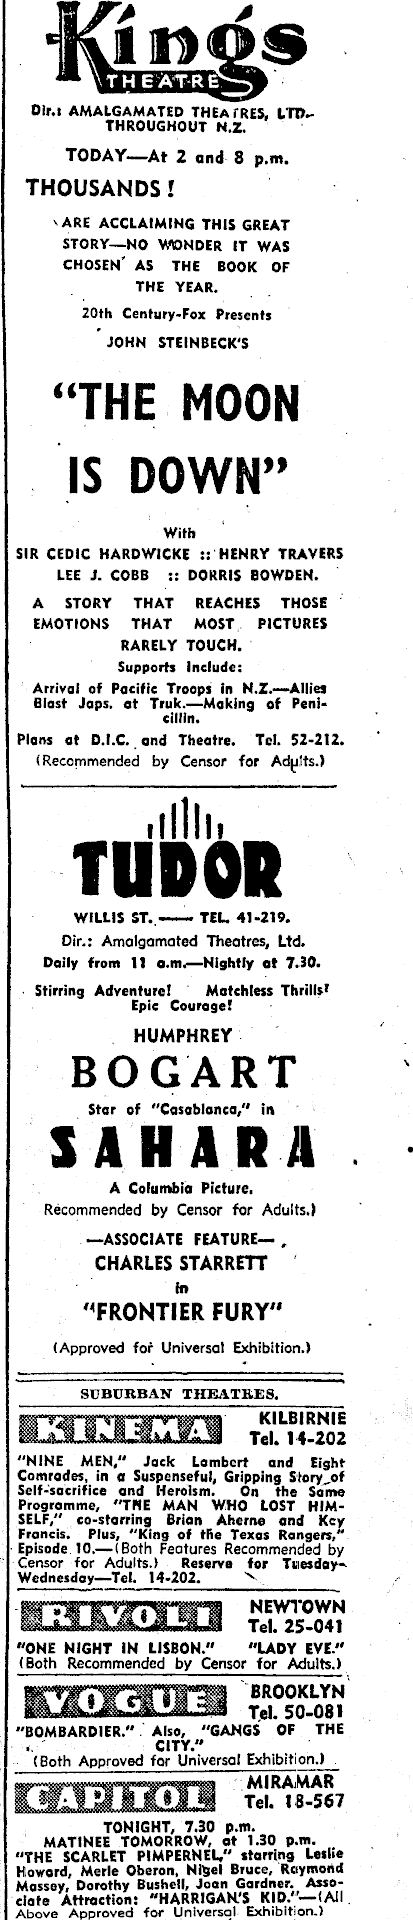 Kings
THEATRE
Dir.: AMALGAMATED THEATRES, LTD.
THROUGHOUT N.Z.
TODAY—At 2 and 8 p.m.
THOUSANDS!
ARE ACCLAIMING THIS GREAT
STORY—NO WONDER IT WAS
CHOSEN AS THE BOOK OF
THE YEAR.
20th Century-Fox Presents
JOHN STEINBECK'S
"THE MOON
IS DOWN"
With
SIR CEDIC HARDWICKE :: HENRY TRAVERS
LEE J. COBB :: DORRIS BOWDEN.
A STORY THAT REACHES THOSE
EMOTIONS THAT MOST PICTURES
RARELY TOUCH.
Supports Include:
Arrival of Pacific Troops in N.Z.—Allies
Blast Japs. at Truk.—Making of Peni-
cillin.
Plans at D.I.C. and Theatre. Tel. 52-212.
(Recommended by Censor for Adults.)
TUDOR
WILLIS ST. —— TEL. 41-219.
Dir.: Amalgamated Theatres, Ltd.
Daily from 11 a.m.—Nightly at 7.30.
Stirring Adventure! Matchless Thrills!
Epic Courage!
HUMPHREY
BOGART
Star of "Casablanca," in
SAHARA
A Columbia Picture.
Recommended by Censor for Adults.)
—ASSOCIATE FEATURE—
CHARLES STARRETT
in
"FRONTIER FURY"
(Approved for Universal Exhibition.)
SUBURBAN THEATRES.
KINEMA KILBIRNIE
Tel. 14-202
"NINE MEN," Jack Lambert and Eight
Comrades, in a Suspenseful, Gripping Story of
Self-sacrifice and Heroism. On the Same
Programme, "THE MAN WHO LOST HIM-
SELF," co-starring Brian Aherne and Kay
Francis. Plus, "King of the Texas Rangers,"
Episode 10.—(Both Features Recommended by
Censor for Adults.) Reserve for Tuesday-
Wednesday—Tel. 14-202.
RIVOLI NEWTOWN
Tel. 25-041
"ONE NIGHT IN LISBON." "LADY EVE."
(Both Recommended by Censor for Adults.)
VOGUE BROOKLYN
Tel. 50-081
"BOMBARDIER." Also, "GANGS OF THE
CITY."
(Both Approved for Universal Exhibition.)
CAPITOL MIRAMAR
Tel. 18-567
TONIGHT, 7.30 p.m.
MATINEE TOMORROW, at 1.30 p.m.
"THE SCARLET PIMPERNEL," starring Leslie
Howard, Merle Oberon, Nigel Bruce, Raymond
Massey, Dorothy Bushell, Joan Gardner. Asso-
ciate Attraction: "HARRIGAN'S KID."—(All
Above Approved for Universal Exhibition.)